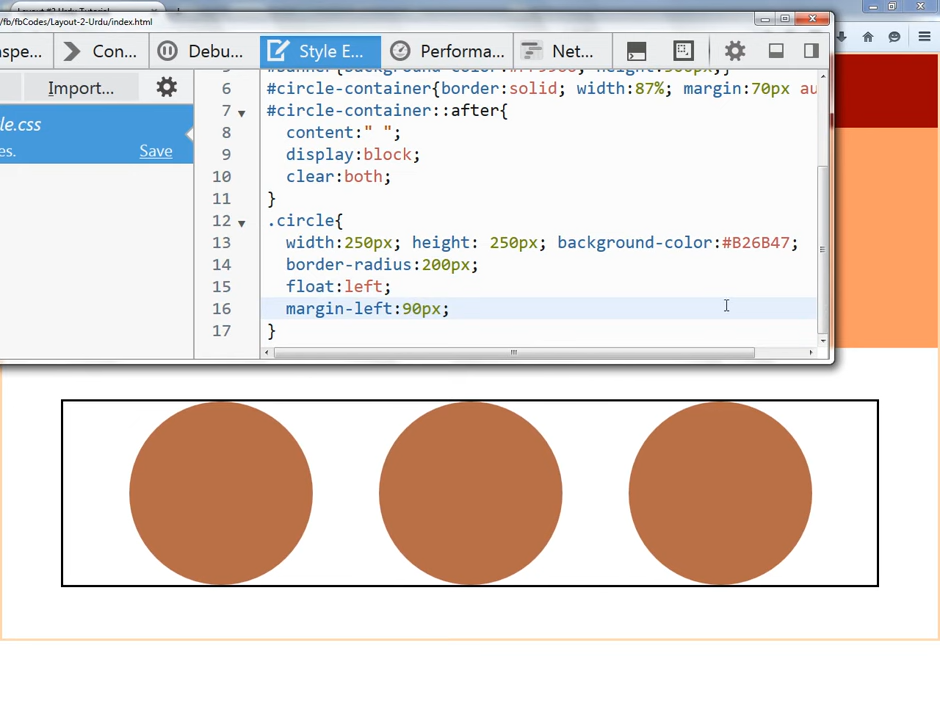 /fb/fbCodes/Layout-2-Urdu/index.html
nspe... Con... Debu... Style E... Performa... Net...
Import...
6 #circle-container{border:solid; width:87%; margin:70px au
le.css
7 #circle-container::after{
8 content:" ";
es. Save
9 display:block;
10 clear:both;
11 }
12 .circle{
13 width:250px; height: 250px; background-color:#B26B47;
14 border-radius:200px;
15 float:left;
16 margin-left:90px;
17 }